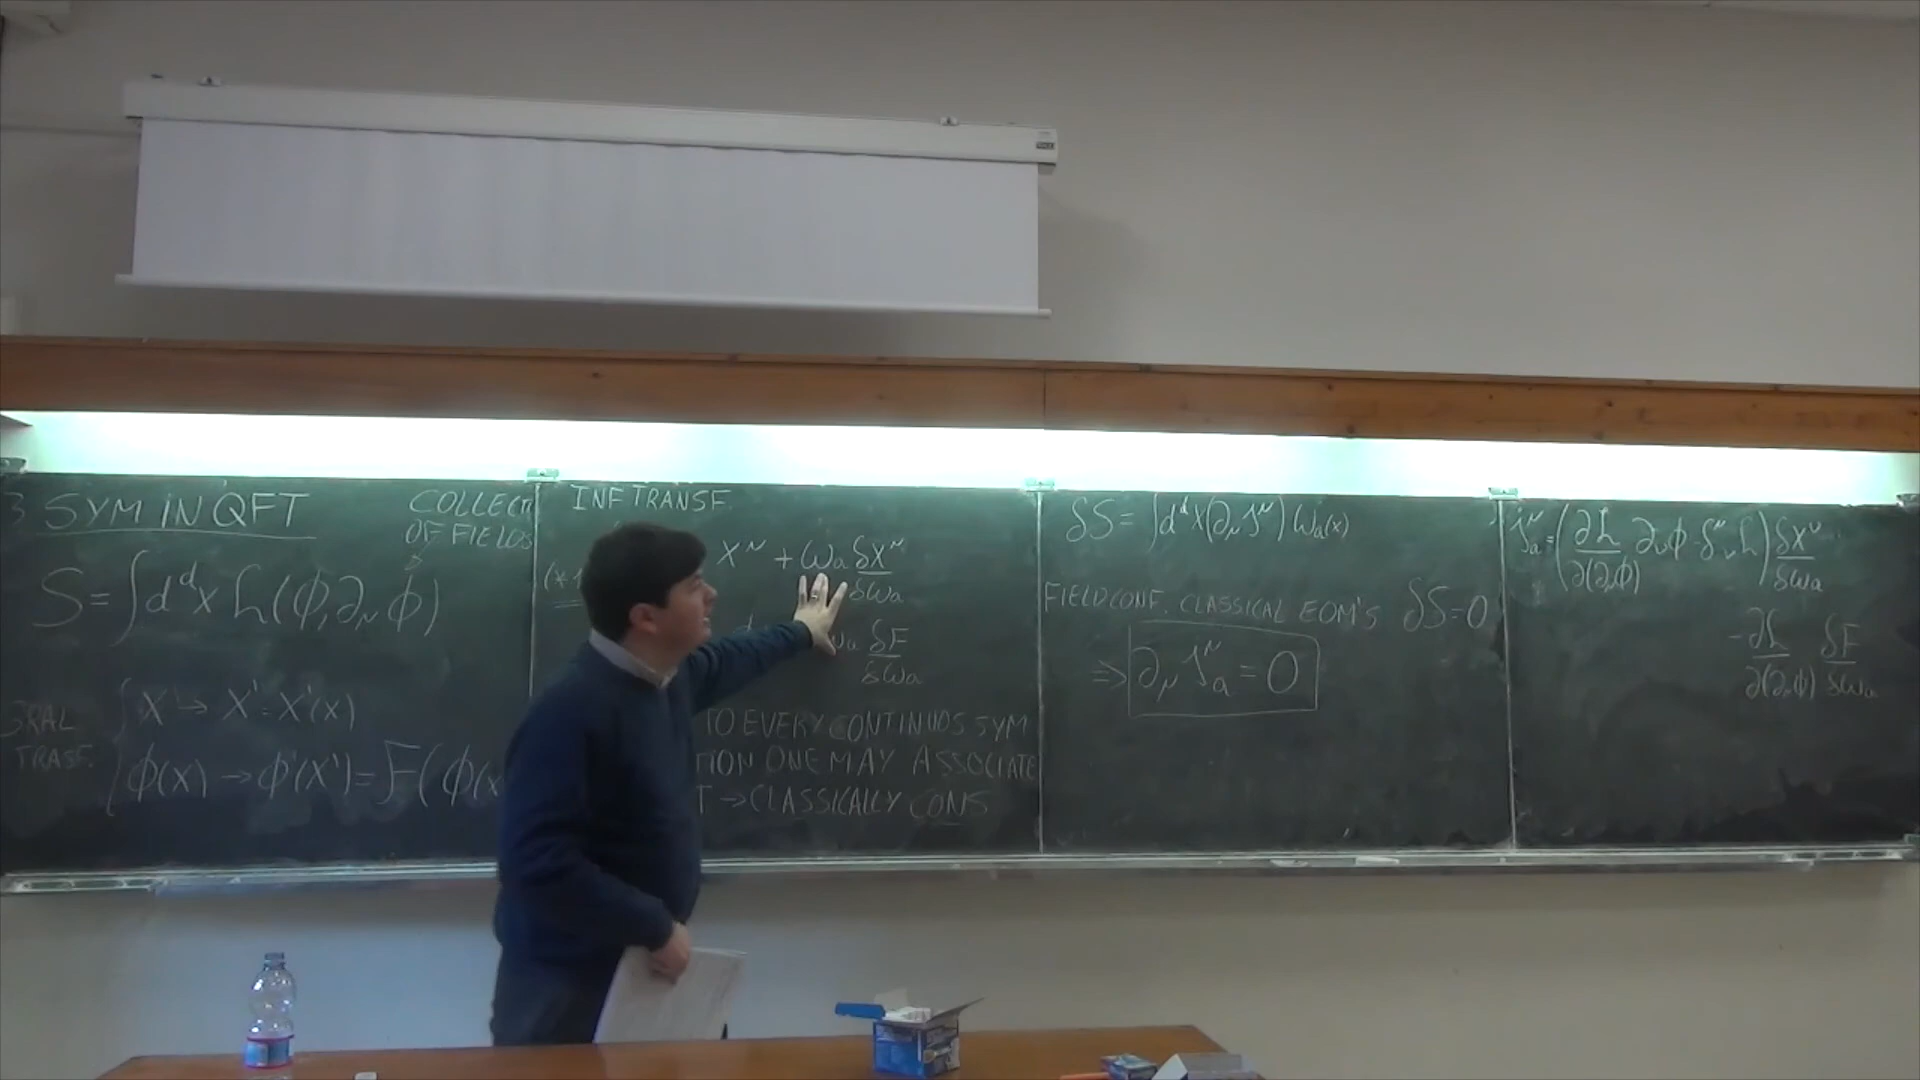 3 SYM IN QFT
COLLECT
OF FIELDS
S = ∫ d^d x L(ϕ, ∂_μ ϕ)
GRAL
TRASF.
X → X' = X'(x)
ϕ(x) → ϕ'(X') = F(ϕ(x
INF TRANSF.
X^μ + ω_a δX^μ/δω_a
ω_a δF/δω_a
TO EVERY CONTINUOS SYM
TION ONE MAY ASSOCIATE
T → CLASSICALLY CONS
δS = ∫ d^d x (∂_μ J^μ_a) ω_a(x)
FIELD CONF. CLASSICAL EOM'S δS = 0
⇒ ∂_μ J^μ_a = 0
J^μ_a = (∂L/∂(∂_μ ϕ) ∂_ν ϕ - δ^μ_ν L) δX^ν/δω_a
- ∂L/∂(∂_μ ϕ) δF/δω_a